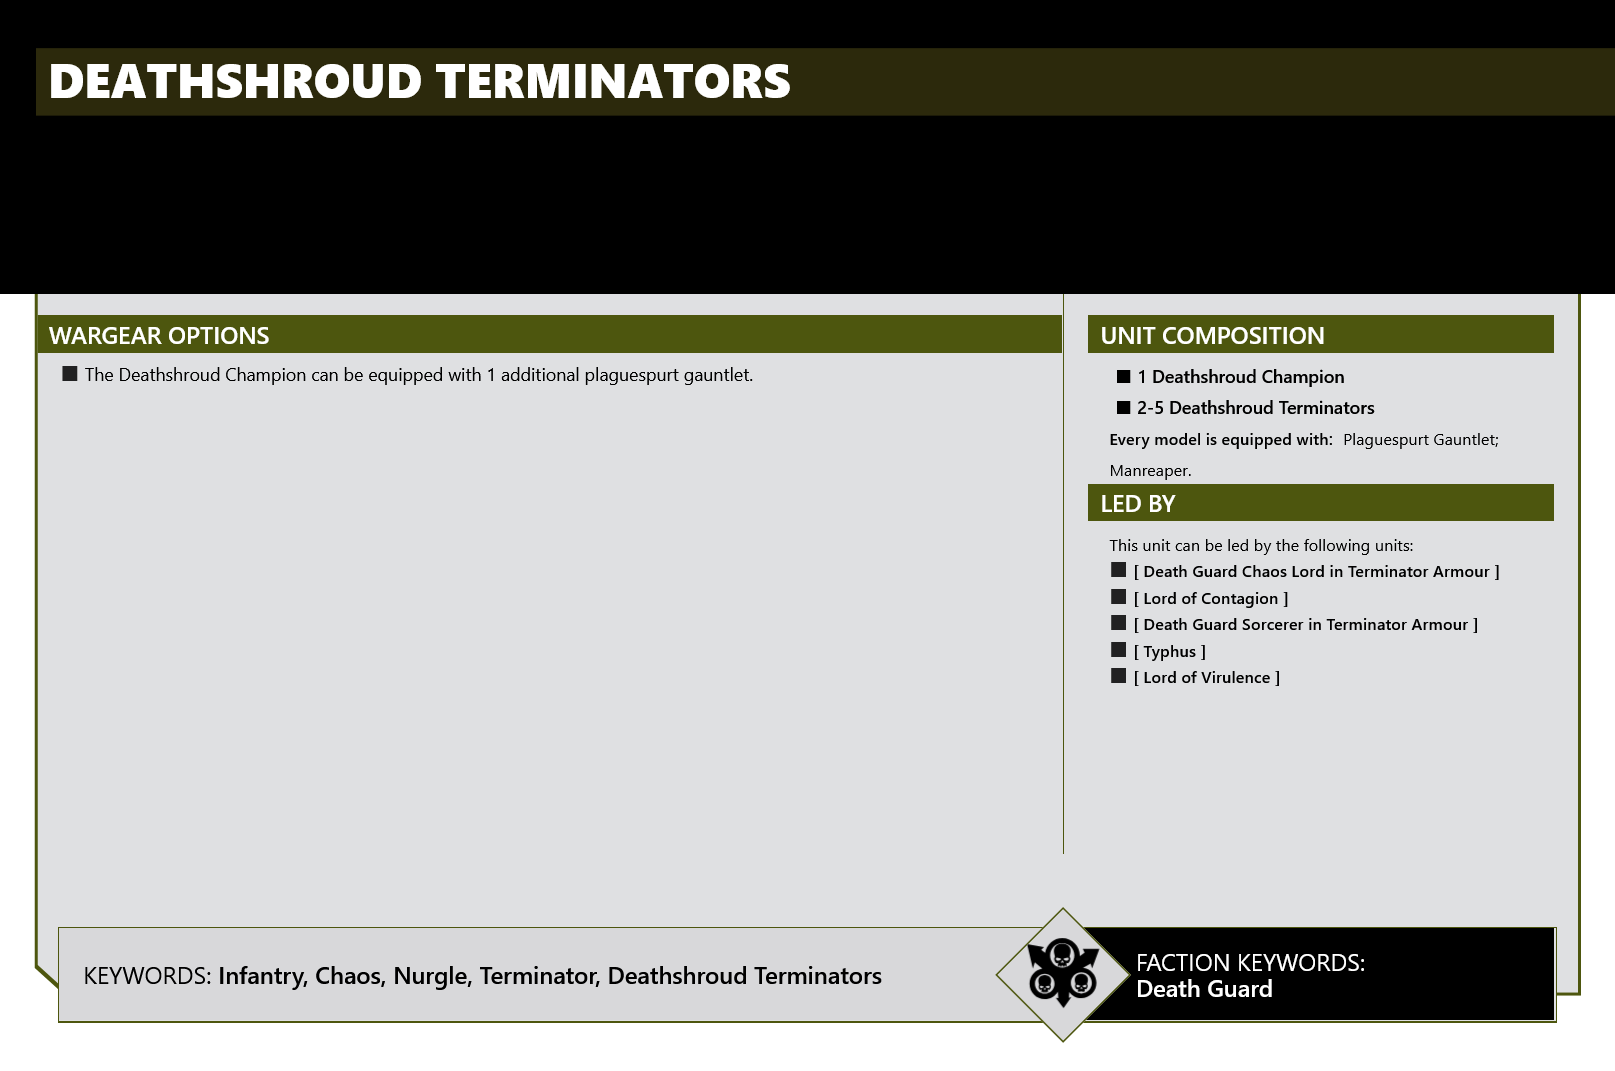 DEATHSHROUD TERMINATORS
WARGEAR OPTIONS
■ The Deathshroud Champion can be equipped with 1 additional plaguespurt gauntlet.
UNIT COMPOSITION
■ 1 Deathshroud Champion
■ 2-5 Deathshroud Terminators
Every model is equipped with: Plaguespurt Gauntlet;
Manreaper.
LED BY
This unit can be led by the following units:
■ [ Death Guard Chaos Lord in Terminator Armour ]
■ [ Lord of Contagion ]
■ [ Death Guard Sorcerer in Terminator Armour ]
■ [ Typhus ]
■ [ Lord of Virulence ]
KEYWORDS: Infantry, Chaos, Nurgle, Terminator, Deathshroud Terminators
FACTION KEYWORDS:
Death Guard